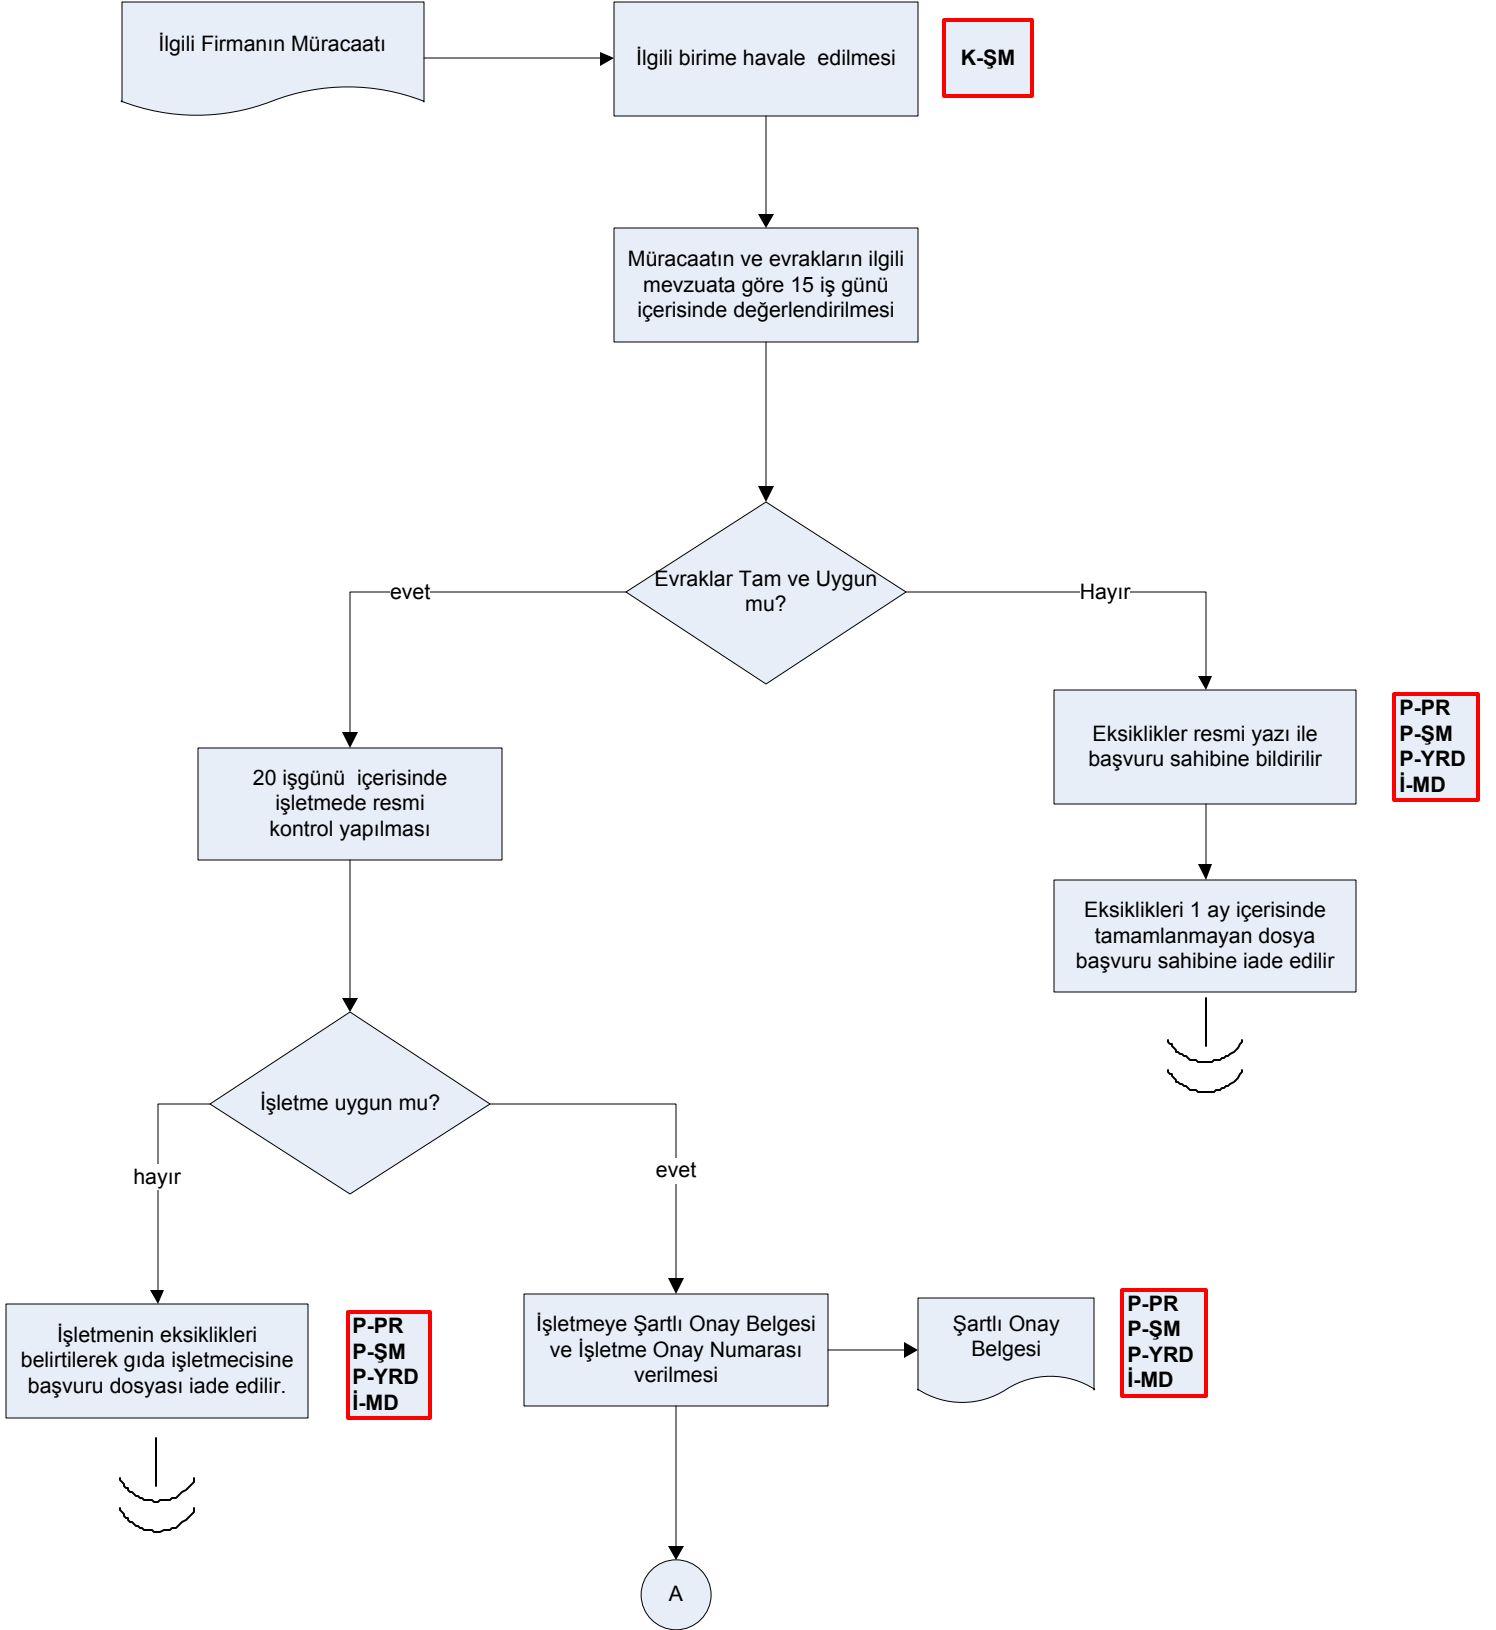 İlgili Firmanın Müracaatı
İlgili birime havale edilmesi
K-ŞM
Müracaatın ve evrakların ilgili
mevzuata göre 15 iş günü
içerisinde değerlendirilmesi
Evraklar Tam ve Uygun
mu?
evet
Hayır
20 işgünü içerisinde
işletmede resmi
kontrol yapılması
Eksiklikler resmi yazı ile
başvuru sahibine bildirilir
P-PR
P-ŞM
P-YRD
İ-MD
Eksiklikleri 1 ay içerisinde
tamamlanmayan dosya
başvuru sahibine iade edilir
İşletme uygun mu?
hayır
evet
İşletmenin eksiklikleri
belirtilerek gıda işletmecisine
başvuru dosyası iade edilir.
P-PR
P-ŞM
P-YRD
İ-MD
İşletmeye Şartlı Onay Belgesi
ve İşletme Onay Numarası
verilmesi
Şartlı Onay
Belgesi
P-PR
P-ŞM
P-YRD
İ-MD
A